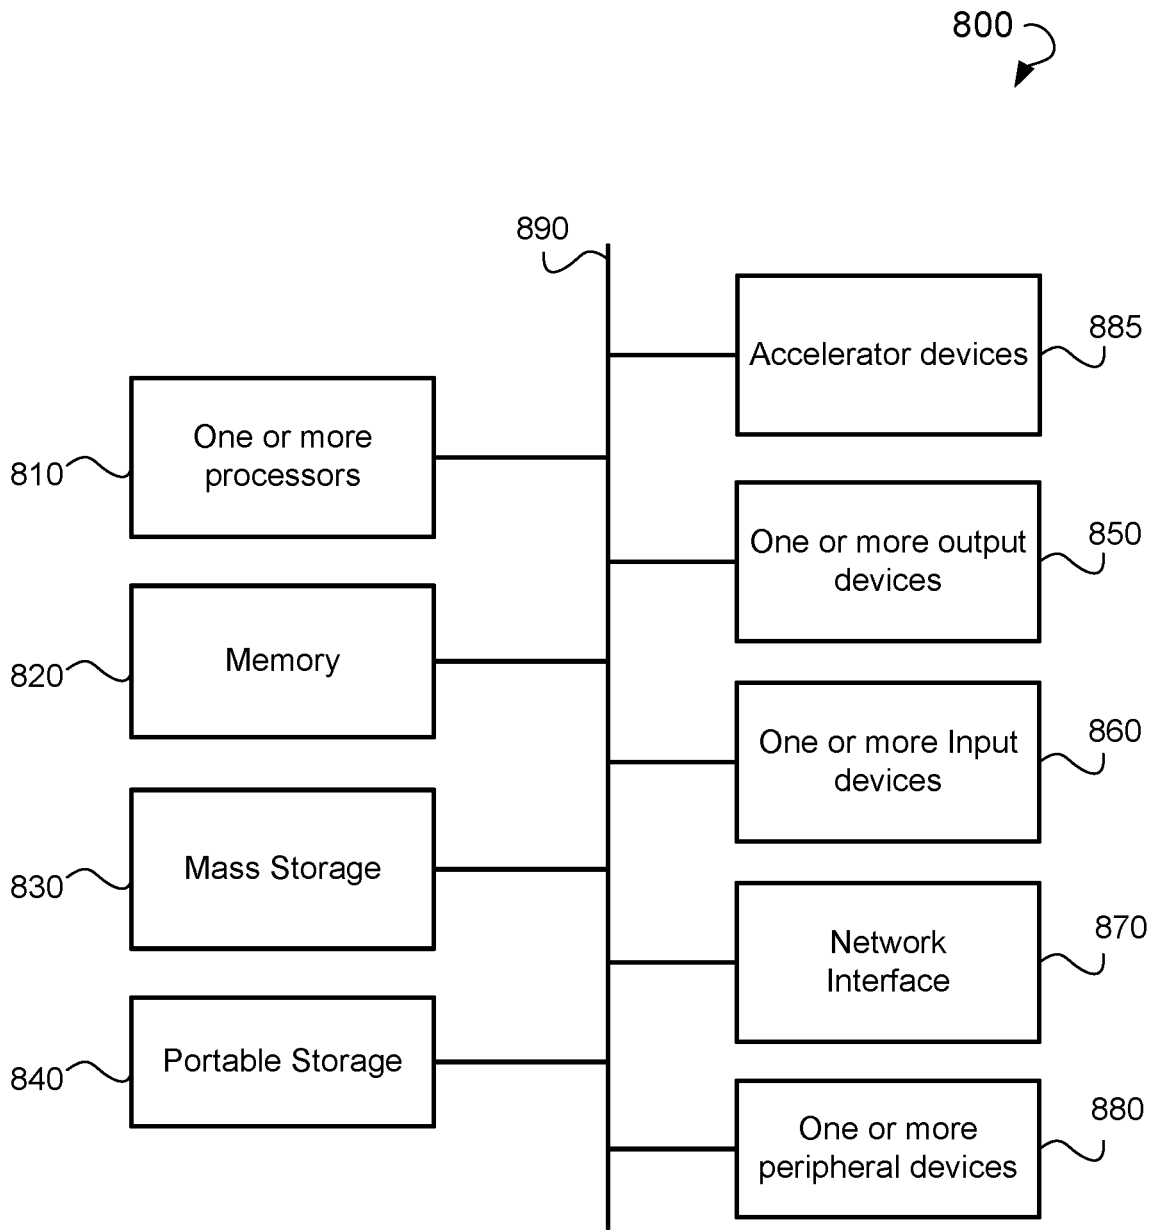 800
890
Accelerator devices
885
One or more
processors
810
One or more output
devices
850
Memory
820
One or more Input
devices
860
Mass Storage
830
Network
Interface
870
Portable Storage
840
One or more
peripheral devices
880